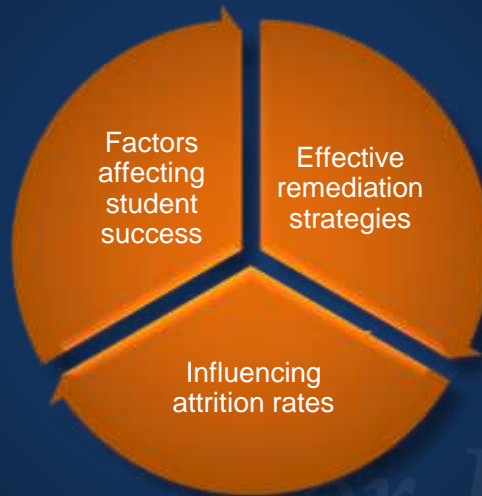 Factors
affecting
student
success
Effective
remediation
strategies
Influencing
attrition rates